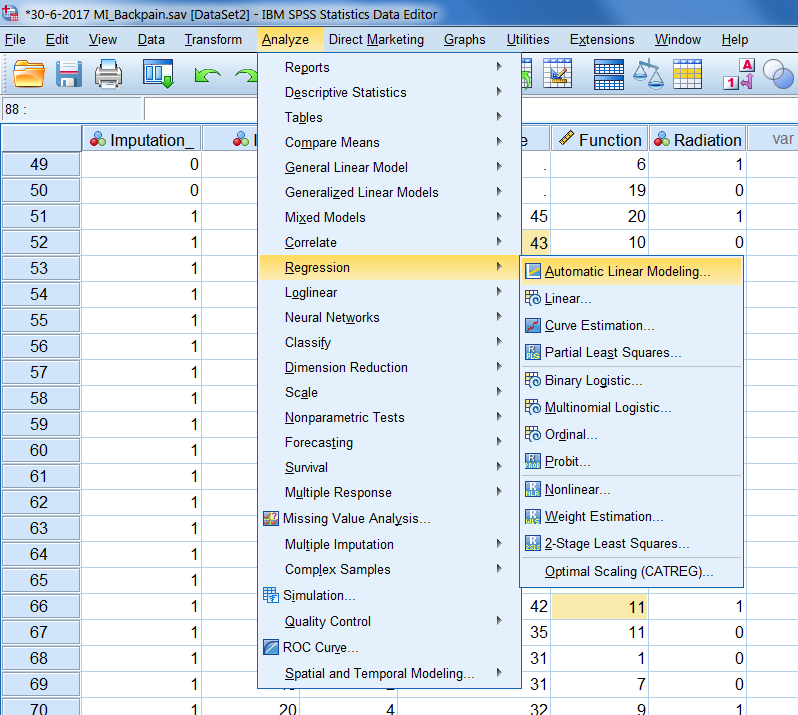 *30-6-2017 MI_Backpain.sav [DataSet2] - IBM SPSS Statistics Data Editor
File Edit View Data Transform Analyze Direct Marketing Graphs Utilities Extensions Window Help
1 A
88 :
Imputation_ I e Function Radiation var
49 0 . 6 1
50 0 . 19 0
51 1 45 20 1
52 1 43 10 0
53 1
54 1
55 1
56 1
57 1
58 1
59 1
60 1
61 1
62 1
63 1
64 1
65 1
66 1 42 11 1
67 1 35 11 0
68 1 31 1 0
69 1 31 7 0
70 1 20 4 32 9 1
Reports
Descriptive Statistics
Tables
Compare Means
General Linear Model
Generalized Linear Models
Mixed Models
Correlate
Regression
Loglinear
Neural Networks
Classify
Dimension Reduction
Scale
Nonparametric Tests
Forecasting
Survival
Multiple Response
Missing Value Analysis...
Multiple Imputation
Complex Samples
Simulation...
Quality Control
ROC Curve...
Spatial and Temporal Modeling...
Automatic Linear Modeling...
Linear...
Curve Estimation...
R PLS Partial Least Squares...
Binary Logistic...
Multinomial Logistic...
Ordinal...
R PROB Probit...
R NLR Nonlinear...
R WLS Weight Estimation...
R 2SLS 2-Stage Least Squares...
Optimal Scaling (CATREG)...